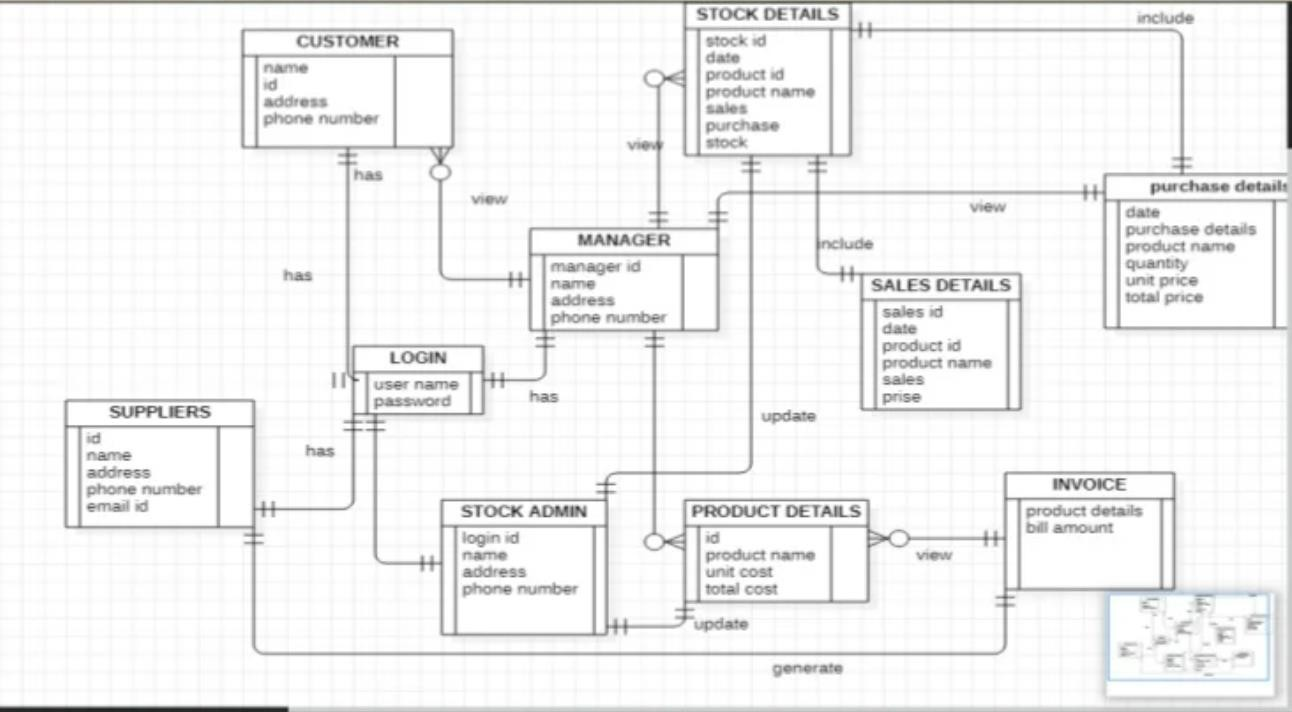 STOCK DETAILS
stock id
date
product id
product name
sales
purchase
stock
include
CUSTOMER
name
id
address
phone number
has
view
view
view
purchase details
date
purchase details
product name
quantity
unit price
total price
MANAGER
manager id
name
address
phone number
include
has
SALES DETAILS
sales id
date
product id
product name
sales
prise
LOGIN
user name
password
has
update
SUPPLIERS
id
name
address
phone number
email id
has
STOCK ADMIN
login id
name
address
phone number
PRODUCT DETAILS
id
product name
unit cost
total cost
INVOICE
product details
bill amount
view
update
generate